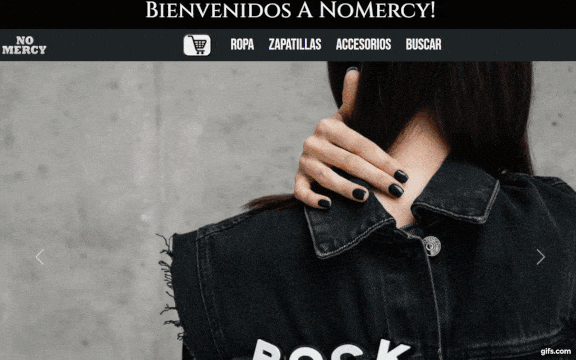 Bienvenidos A NoMercy!
NO
MERCY
ROPA ZAPATILLAS ACCESORIOS BUSCAR
ROCK
gifs.com